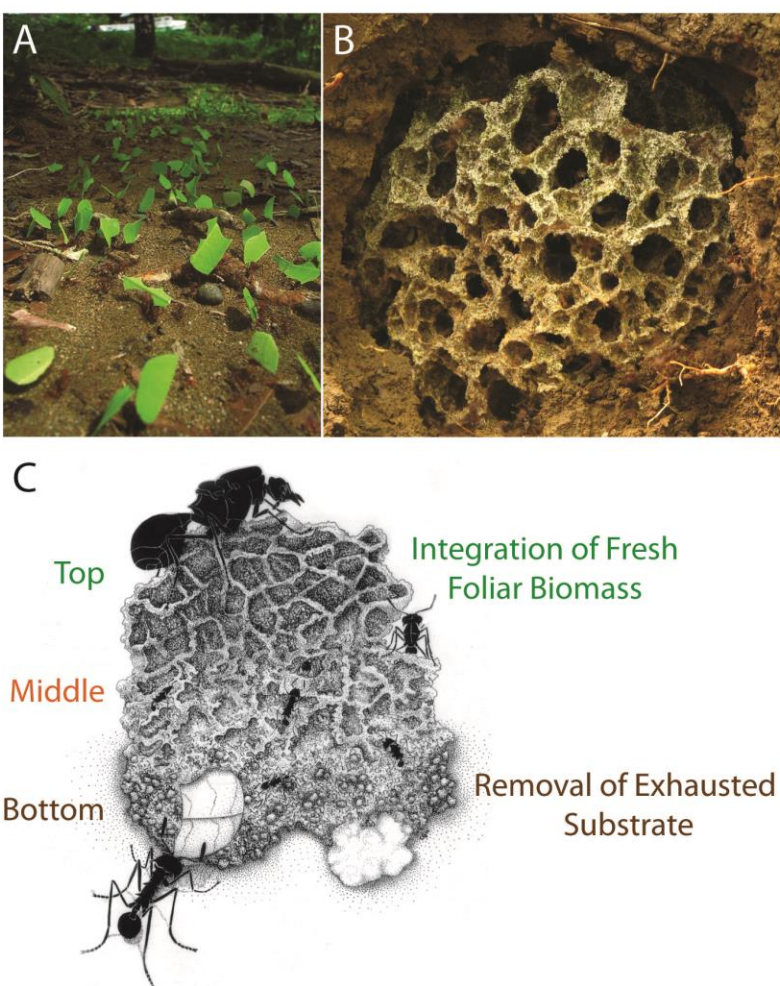 A
B
C
Top
Integration of Fresh
Foliar Biomass
Middle
Bottom
Removal of Exhausted
Substrate